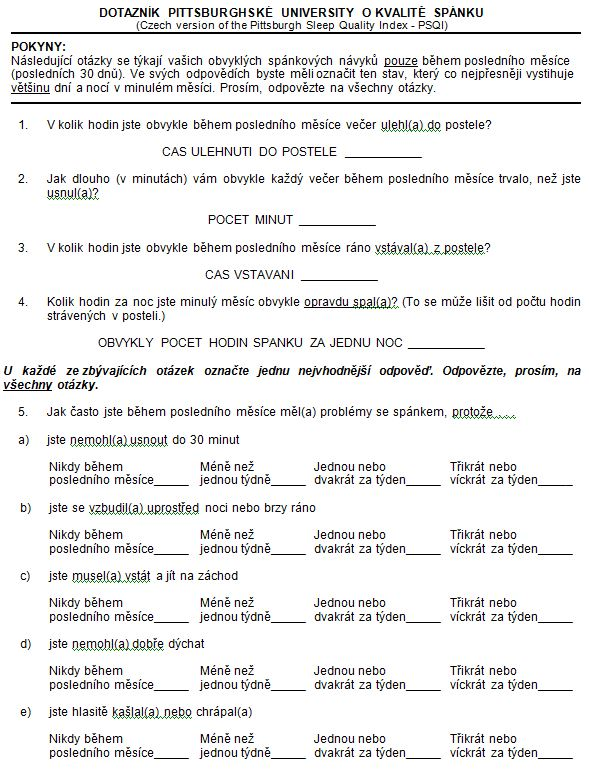 DOTAZNÍK PITTSBURGHSKÉ UNIVERSITY O KVALITĚ SPÁNKU
(Czech version of the Pittsburgh Sleep Quality Index - PSQI)
POKYNY:
Následující otázky se týkají vašich obvyklých spánkových návyků pouze během posledního měsíce
(posledních 30 dnů). Ve svých odpovědích byste měli označit ten stav, který co nejpřesněji vystihuje
většinu dní a nocí v minulém měsíci. Prosím, odpovězte na všechny otázky.
1. V kolik hodin jste obvykle během posledního měsíce večer ulehl(a) do postele?
CAS ULEHNUTI DO POSTELE ____________
2. Jak dlouho (v minutách) vám obvykle každý večer během posledního měsíce trvalo, než jste
usnul(a)?
POCET MINUT ____________
3. V kolik hodin jste obvykle během posledního měsíce ráno vstával(a) z postele?
CAS VSTAVANI ____________
4. Kolik hodin za noc jste minulý měsíc obvykle opravdu spal(a)? (To se může lišit od počtu hodin
strávených v posteli.)
OBVYKLY POCET HODIN SPANKU ZA JEDNU NOC ____________
U každé ze zbývajících otázek označte jednu nejvhodnější odpověď. Odpovězte, prosím, na
všechny otázky.
5. Jak často jste během posledního měsíce měl(a) problémy se spánkem, protože . . .
a) jste nemohl(a) usnout do 30 minut
Nikdy během Méně než Jednou nebo Třikrát nebo
posledního měsíce_____ jednou týdně_____ dvakrát za týden_____ víckrát za týden_____
b) jste se vzbudil(a) uprostřed noci nebo brzy ráno
Nikdy během Méně než Jednou nebo Třikrát nebo
posledního měsíce_____ jednou týdně_____ dvakrát za týden_____ víckrát za týden_____
c) jste musel(a) vstát a jít na záchod
Nikdy během Méně než Jednou nebo Třikrát nebo
posledního měsíce_____ jednou týdně_____ dvakrát za týden_____ víckrát za týden_____
d) jste nemohl(a) dobře dýchat
Nikdy během Méně než Jednou nebo Třikrát nebo
posledního měsíce_____ jednou týdně_____ dvakrát za týden_____ víckrát za týden_____
e) jste hlasitě kašlal(a) nebo chrápal(a)
Nikdy během Méně než Jednou nebo Třikrát nebo
posledního měsíce_____ jednou týdně_____ dvakrát za týden_____ víckrát za týden_____